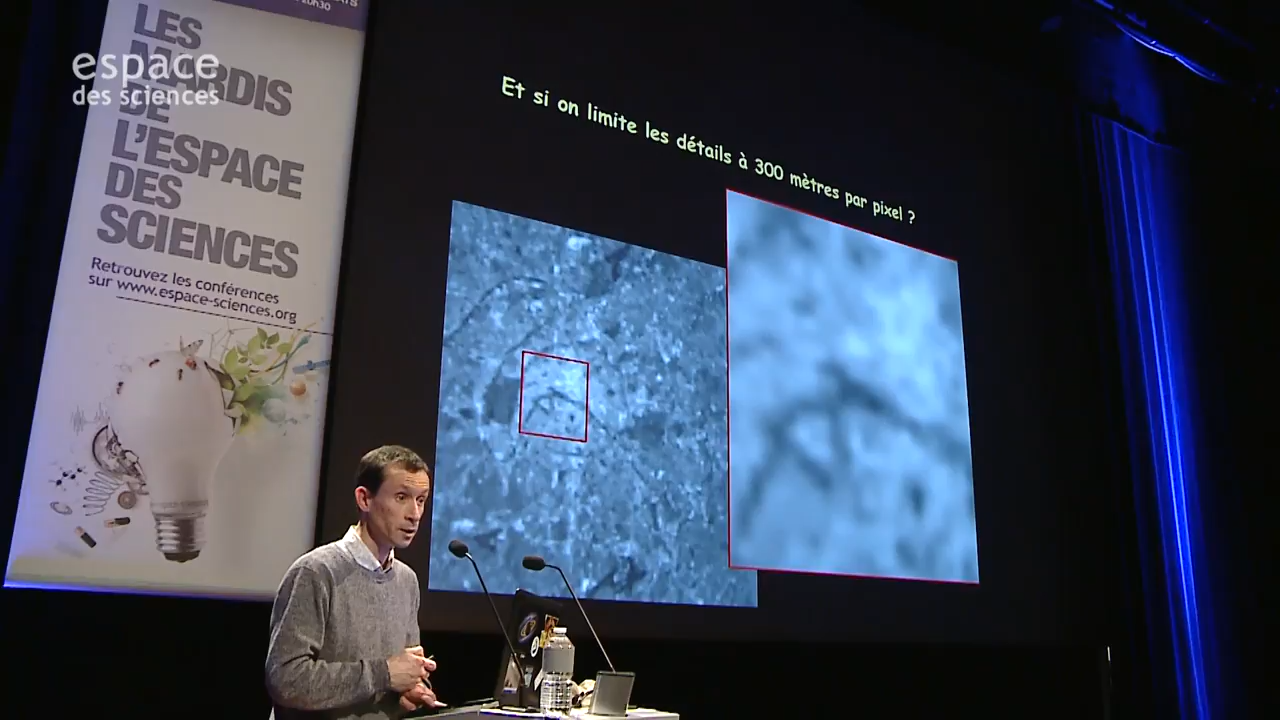 20h30
LES
MARDIS
DE
L'ESPACE
DES
SCIENCES
Retrouvez les conférences
sur www.espace-sciences.org
espace
des sciences
Et si on limite les détails à 300 mètres par pixel ?